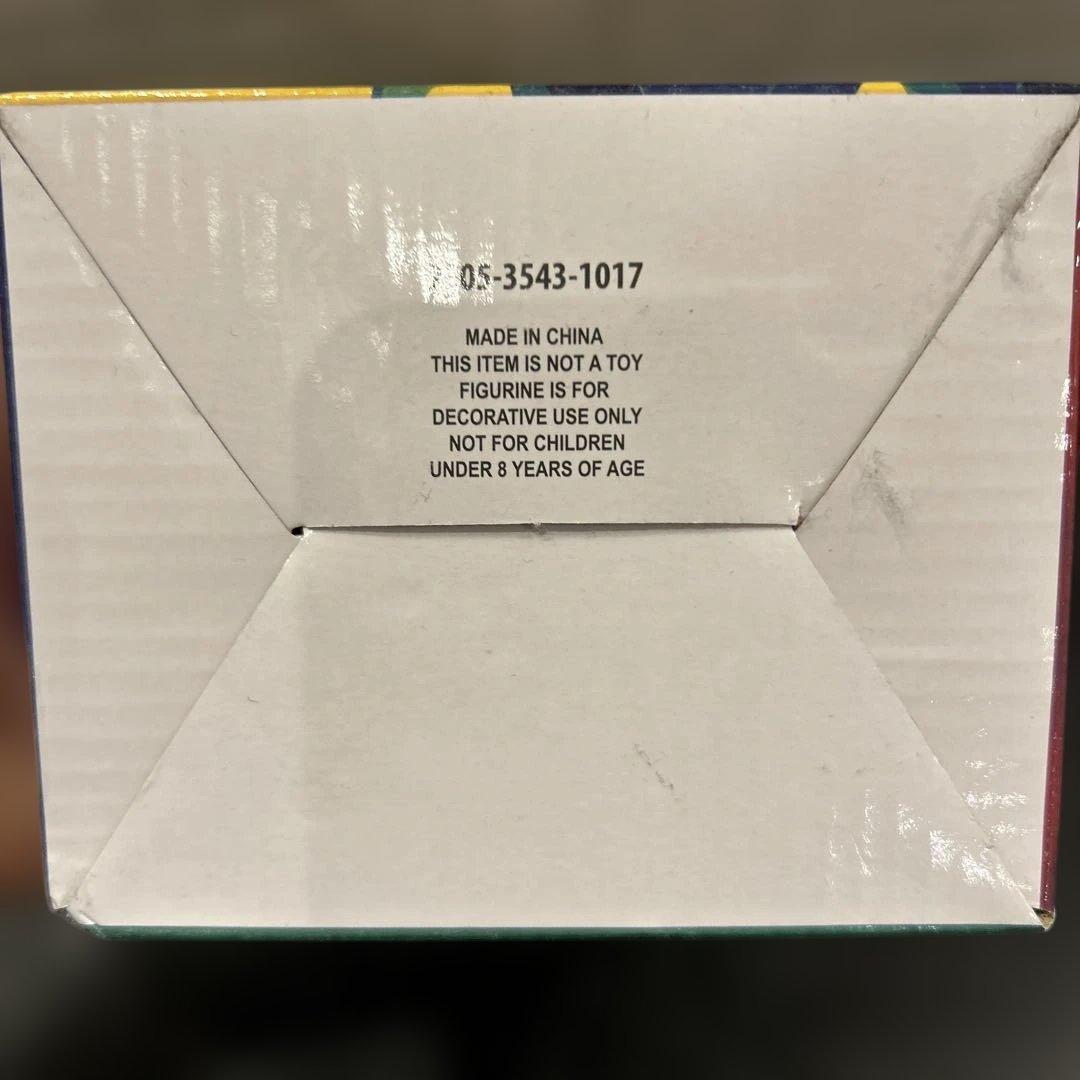 05-3543-1017
MADE IN CHINA
THIS ITEM IS NOT A TOY
FIGURINE IS FOR
DECORATIVE USE ONLY
NOT FOR CHILDREN
UNDER 8 YEARS OF AGE